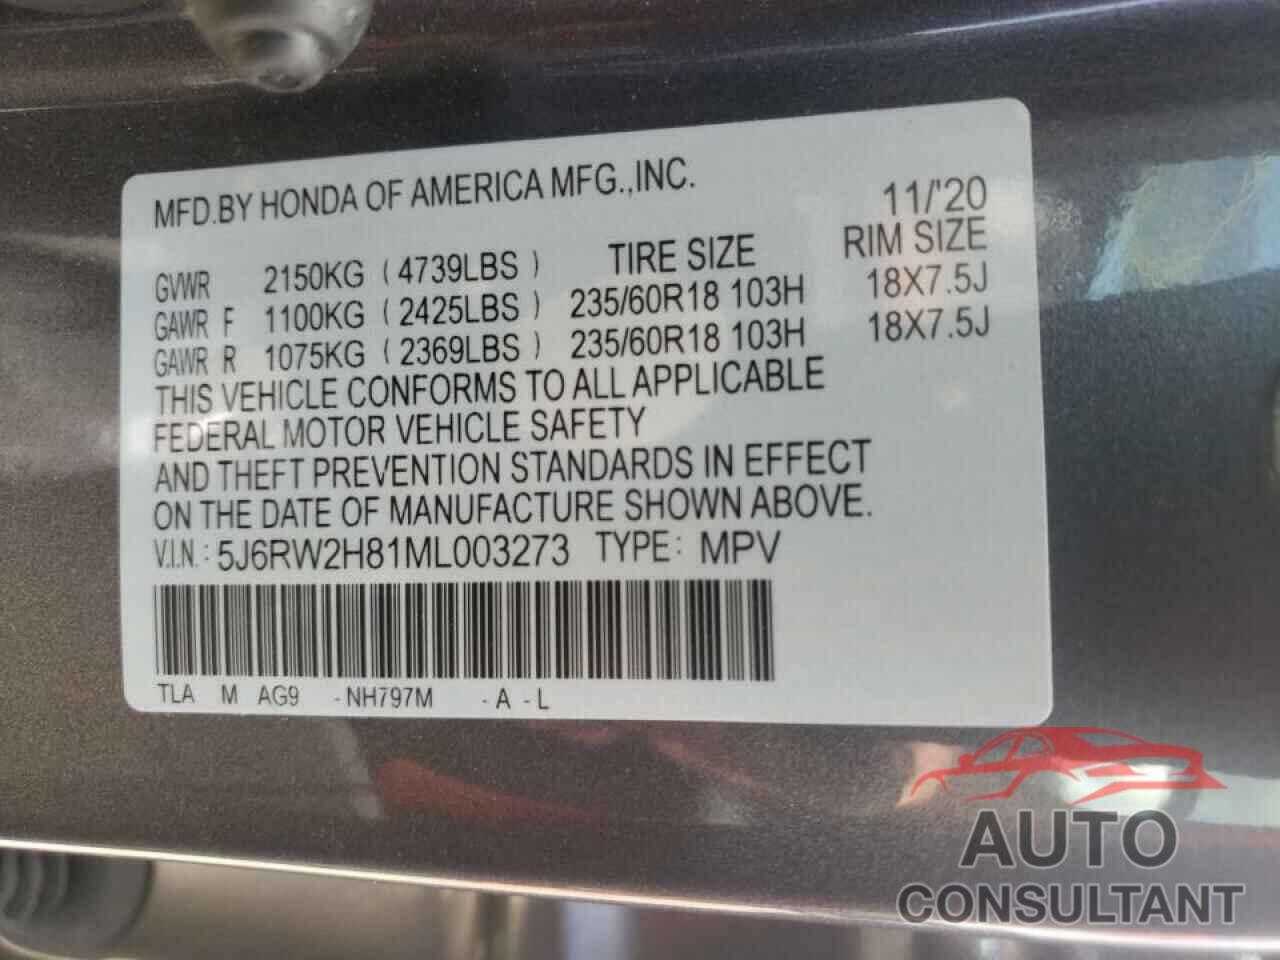 MFD.BY HONDA OF AMERICA MFG.,INC. 11/'20
TIRE SIZE RIM SIZE
GVWR 2150KG ( 4739LBS )
GAWR F 1100KG ( 2425LBS ) 235/60R18 103H 18X7.5J
GAWR R 1075KG ( 2369LBS ) 235/60R18 103H 18X7.5J
THIS VEHICLE CONFORMS TO ALL APPLICABLE
FEDERAL MOTOR VEHICLE SAFETY
AND THEFT PREVENTION STANDARDS IN EFFECT
ON THE DATE OF MANUFACTURE SHOWN ABOVE.
V.I.N.: 5J6RW2H81ML003273 TYPE: MPV
TLA M AG9 -NH797M -A -L
AUTO
CONSULTANT